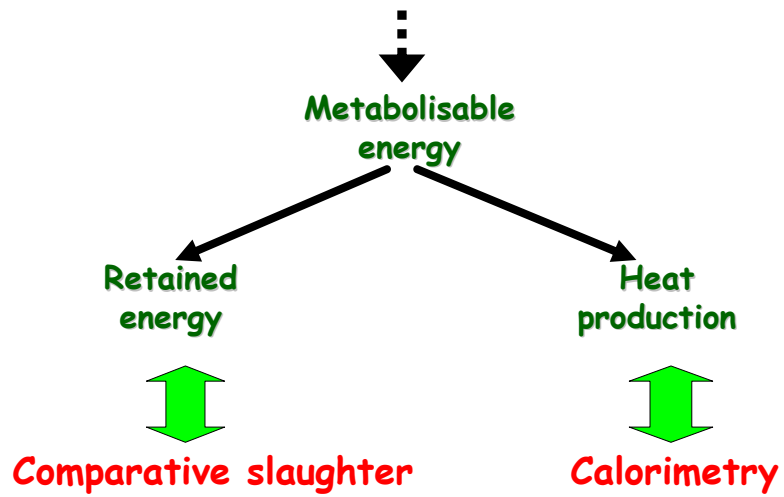 Metabolisable
energy
Retained
energy
Heat
production
Comparative slaughter
Calorimetry